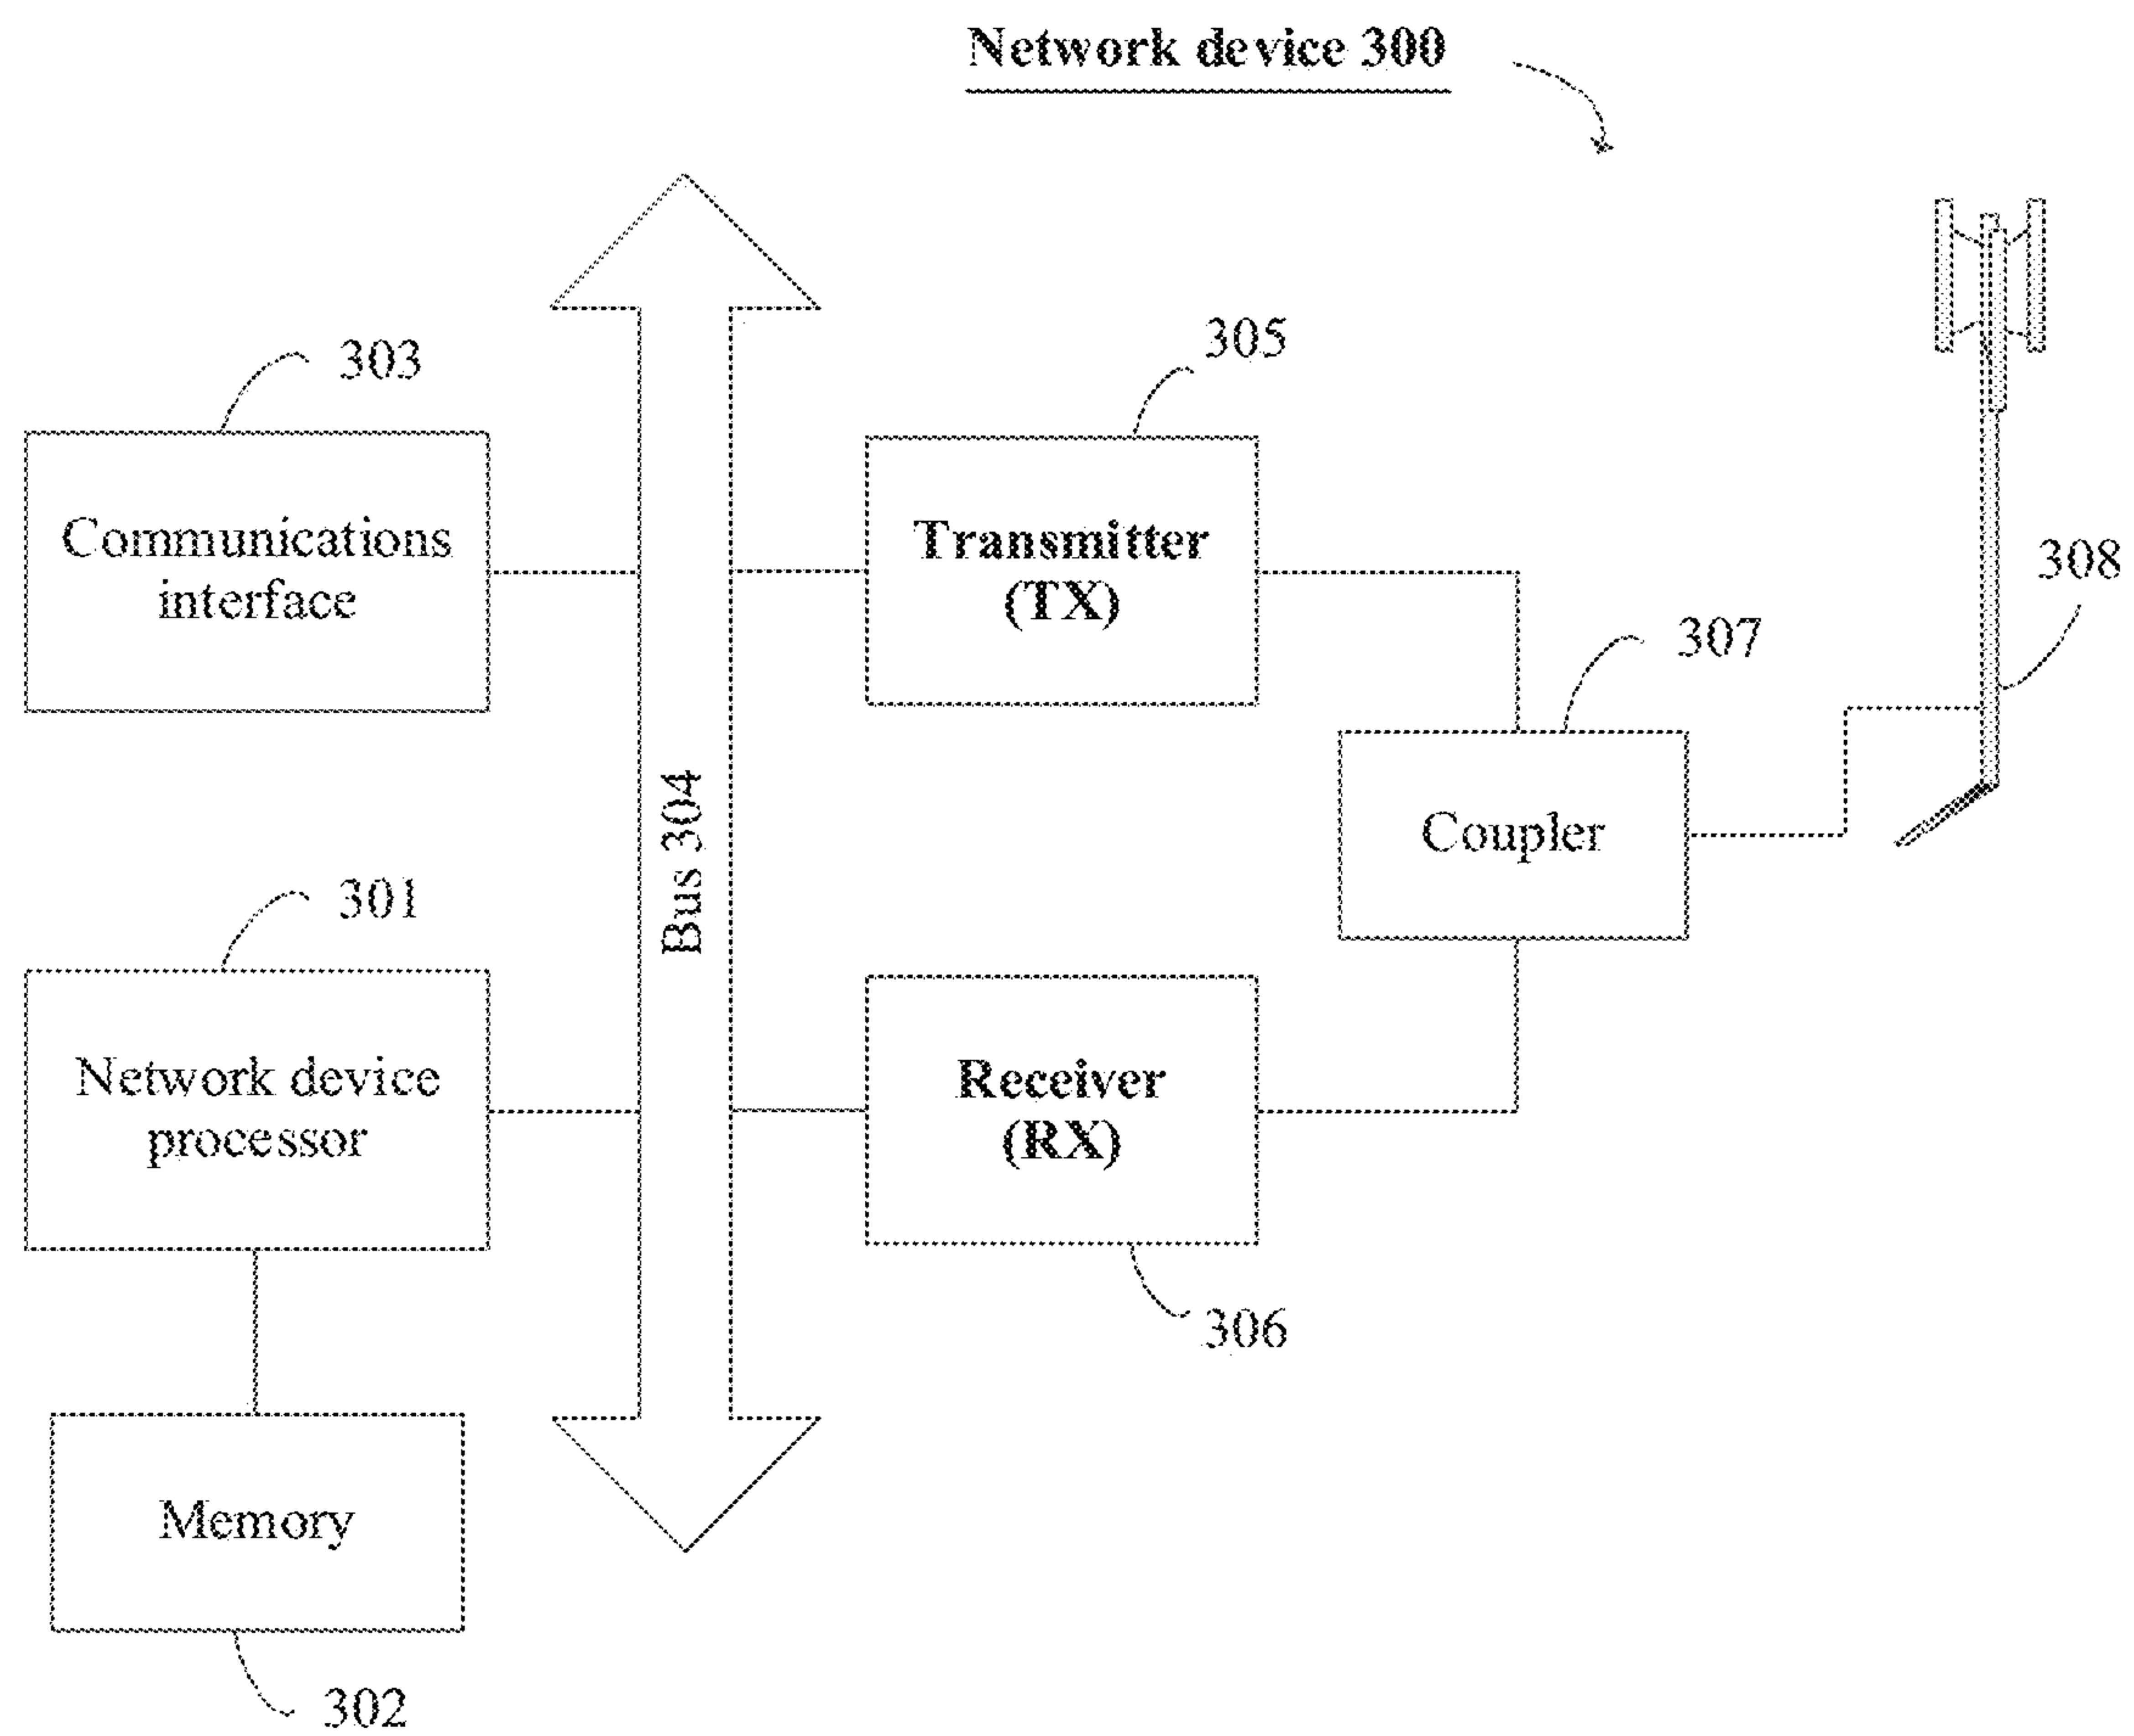 Network device 300
303
305
Communications
interface
Transmitter
(TX)
308
307
Bus 304
Coupler
301
Network device
processor
Receiver
(RX)
306
Memory
302